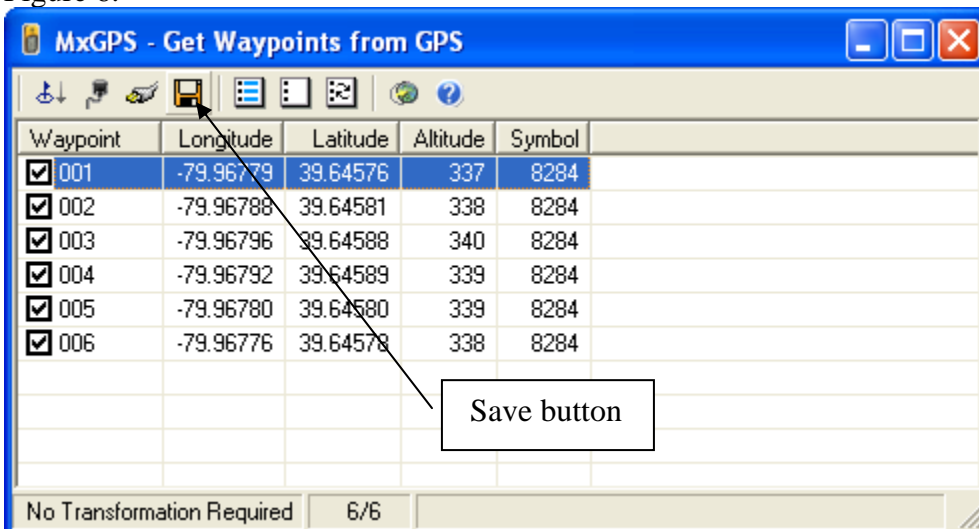 Figure 6.
MxGPS - Get Waypoints from GPS
Waypoint Longitude Latitude Altitude Symbol
001 -79.96779 39.64576 337 8284
002 -79.96788 39.64581 338 8284
003 -79.96796 39.64588 340 8284
004 -79.96792 39.64589 339 8284
005 -79.96780 39.64580 339 8284
006 -79.96776 39.64578 338 8284
Save button
No Transformation Required 6/6